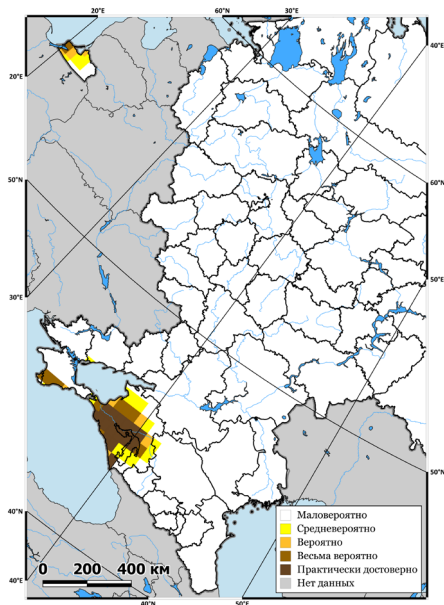 20°E
60°N
30°E
20°E
40°E
50°N
60°N
30°E
50°E
50°N
40°N
40°E
40°N
50°E
Маловероятно
Средневероятно
Вероятно
Весьма вероятно
Практически достоверно
Нет данных
0 200 400 км